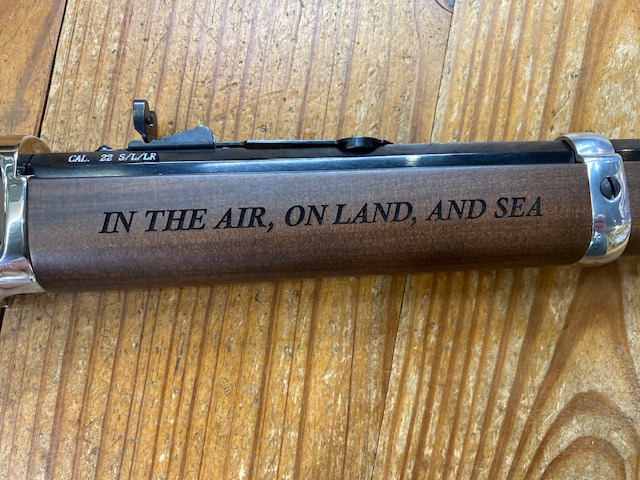 CAL. 22 S/L/LR
IN THE AIR, ON LAND, AND SEA